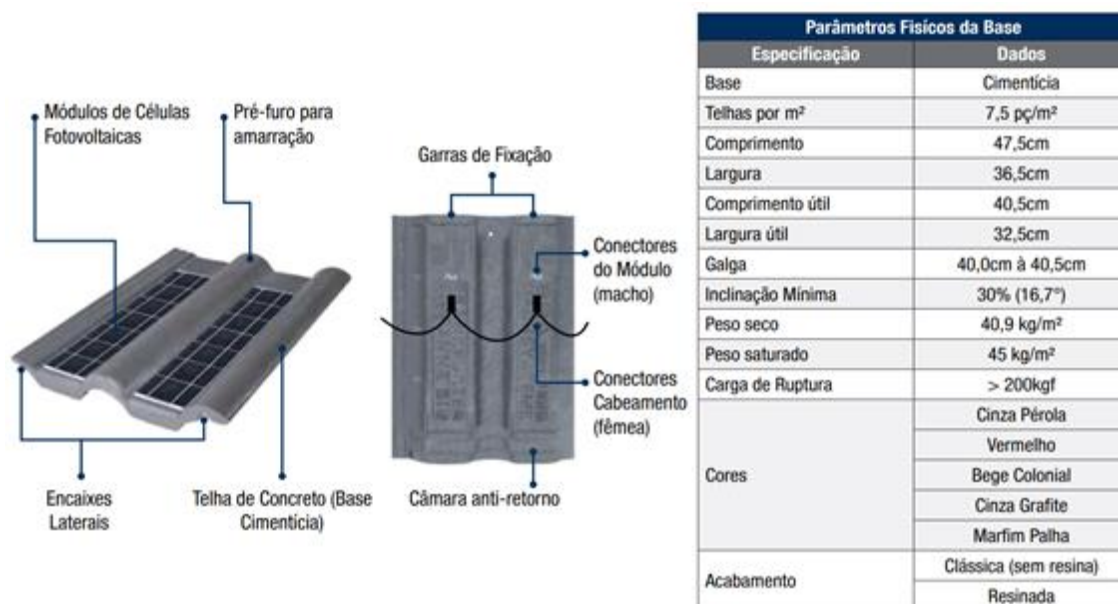 Módulos de Células
Fotovoltaicas
Pré-furo para
amarração
Encaixes
Laterais
Telha de Concreto (Base
Cimentícia)
Garras de Fixação
Conectores
do Módulo
(macho)
Conectores
Cabeamento
(fêmea)
Câmara anti-retorno
Parâmetros Fisícos da Base
Especificação Dados
Base Cimentícia
Telhas por m² 7,5 pç/m²
Comprimento 47,5cm
Largura 36,5cm
Comprimento útil 40,5cm
Largura útil 32,5cm
Galga 40,0cm à 40,5cm
Inclinação Mínima 30% (16,7°)
Peso seco 40,9 kg/m²
Peso saturado 45 kg/m²
Carga de Ruptura > 200kgf
Cores
Cinza Pérola
Vermelho
Bege Colonial
Cinza Grafite
Marfim Palha
Acabamento
Clássica (sem resina)
Resinada